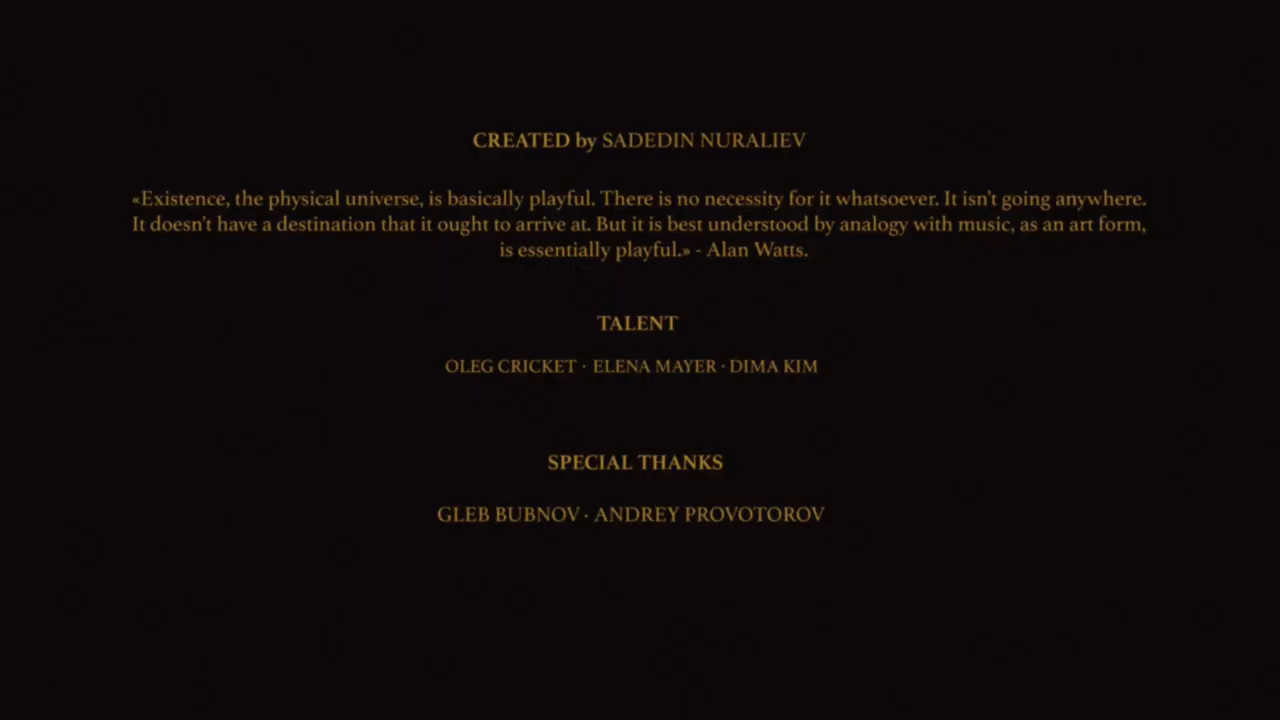 CREATED by SADEDIN NURALIEV
«Existence, the physical universe, is basically playful. There is no necessity for it whatsoever. It isn't going anywhere.
It doesn't have a destination that it ought to arrive at. But it is best understood by analogy with music, as an art form,
is essentially playful.» - Alan Watts.
TALENT
OLEG CRICKET · ELENA MAYER · DIMA KIM
SPECIAL THANKS
GLEB BUBNOV · ANDREY PROVOTOROV